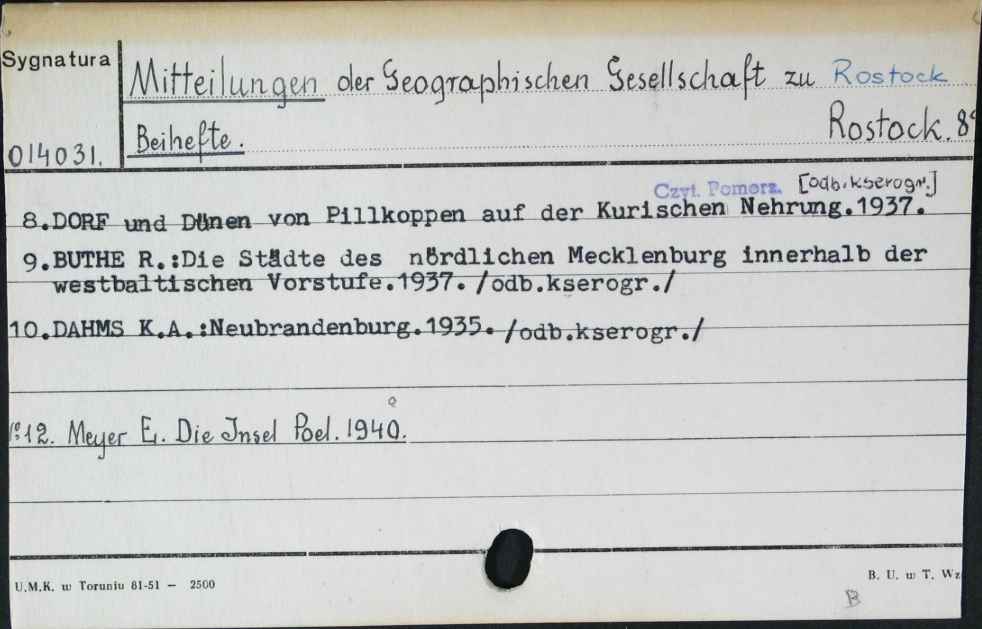 Sygnatura
Mitteilungen der Geographischen Gesellschaft zu Rostock
Rostock. 8°
Beihefte.
014031.
Czyt. Pomorz. [odb.kserogr.]
8.DORF und Dünen von Pillkoppen auf der Kurischen Nehrung.1937.
9.BUTHE R.:Die Städte des nördlichen Mecklenburg innerhalb der
westbaltischen Vorstufe.1937. /odb.kserogr./
10.DAHMS K.A.:Neubrandenburg.1935. /odb.kserogr./
12. Meyer E. Die Insel Poel. 1940.
U.M.K. w Toruniu 81-51 — 2500
B. U. w T. Wz
B